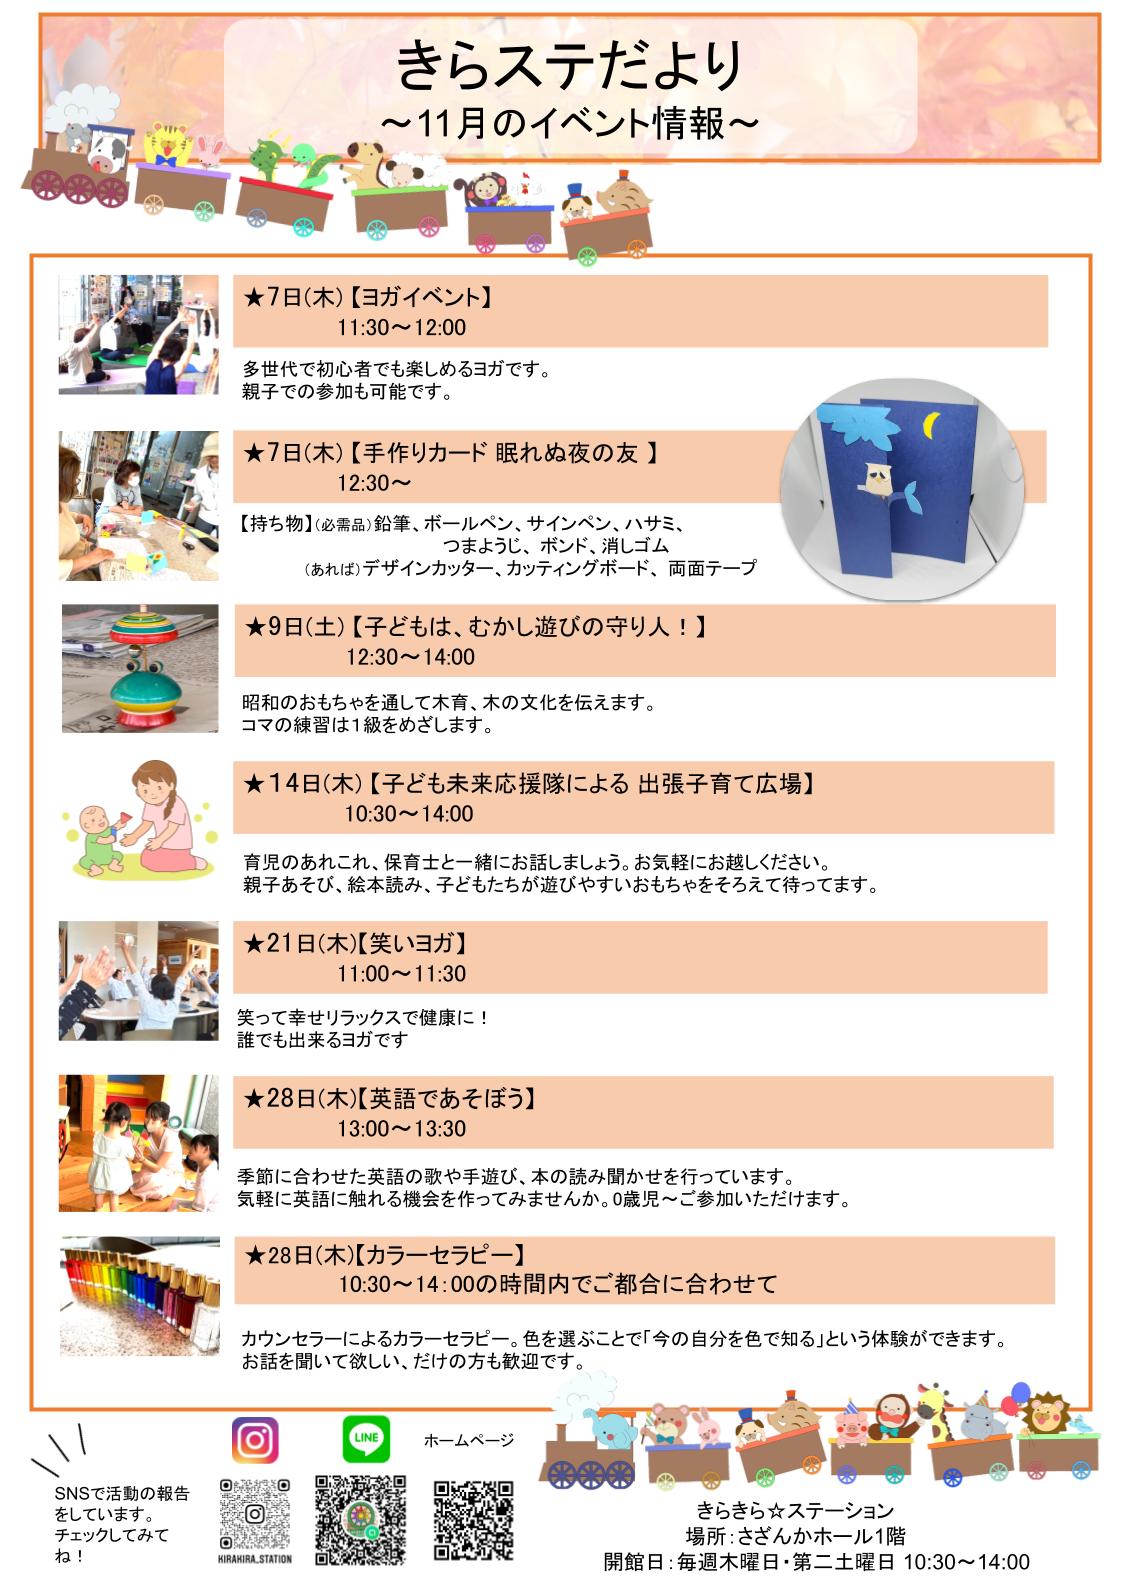 きらステだより
～11月のイベント情報～
★7日(木)【ヨガイベント】
11:30～12:00
多世代で初心者でも楽しめるヨガです。
親子での参加も可能です。
★7日(木)【手作りカード 眠れぬ夜の友 】
12:30～
【持ち物】(必需品)鉛筆、ボールペン、サインペン、ハサミ、
つまようじ、ボンド、消しゴム
(あれば)デザインカッター、カッティングボード、両面テープ
★9日(土)【子どもは、むかし遊びの守り人！】
12:30～14:00
昭和のおもちゃを通して木育、木の文化を伝えます。
コマの練習は１級をめざします。
★14日(木)【子ども未来応援隊による 出張子育て広場】
10:30～14:00
育児のあれこれ、保育士と一緒にお話しましょう。お気軽にお越しください。
親子あそび、絵本読み、子どもたちが遊びやすいおもちゃをそろえて待ってます。
★21日(木)【笑いヨガ】
11:00～11:30
笑って幸せリラックスで健康に！
誰でも出来るヨガです
★28日(木)【英語であそぼう】
13:00～13:30
季節に合わせた英語の歌や手遊び、本の読み聞かせを行っています。
気軽に英語に触れる機会を作ってみませんか。0歳児～ご参加いただけます。
★28日(木)【カラーセラピー】
10:30～14：00の時間内でご都合に合わせて
カウンセラーによるカラーセラピー。色を選ぶことで「今の自分を色で知る」という体験ができます。
お話を聞いて欲しい、だけの方も歓迎です。
SNSで活動の報告
をしています。
チェックしてみて
ね！
LINE
ホームページ
KIRAKIRA_STATION
きらきら☆ステーション
場所：さざんかホール1階
開館日：毎週木曜日・第二土曜日 10:30～14:00